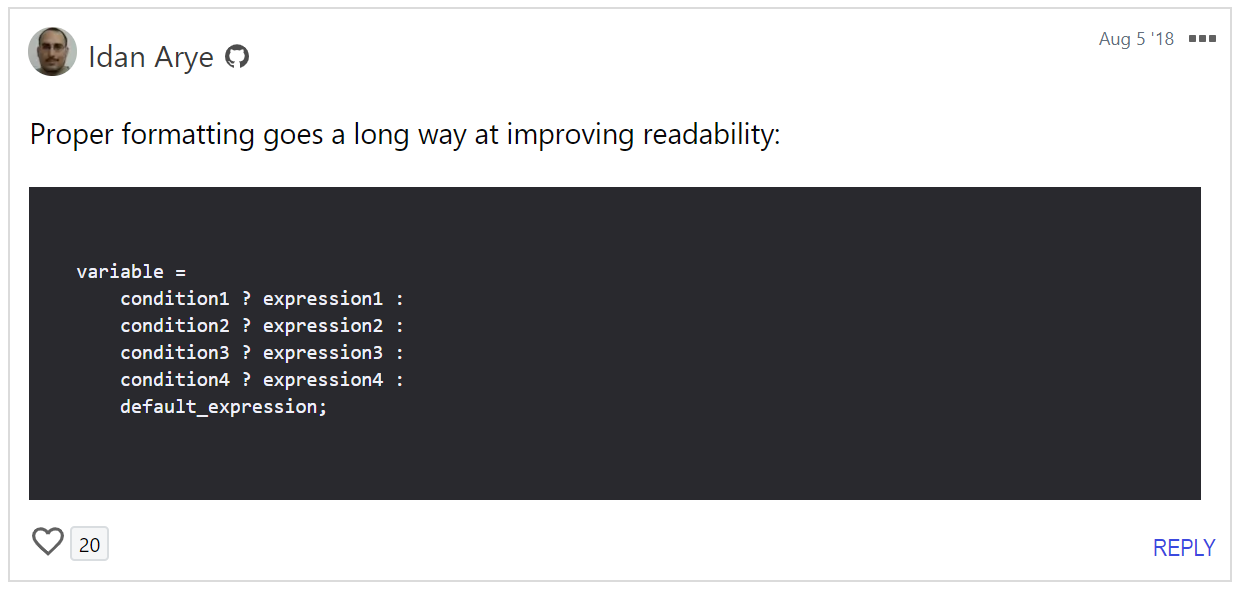 Idan Arye
Aug 5 '18
Proper formatting goes a long way at improving readability:
variable =
    condition1 ? expression1 :
    condition2 ? expression2 :
    condition3 ? expression3 :
    condition4 ? expression4 :
    default_expression;
20
REPLY